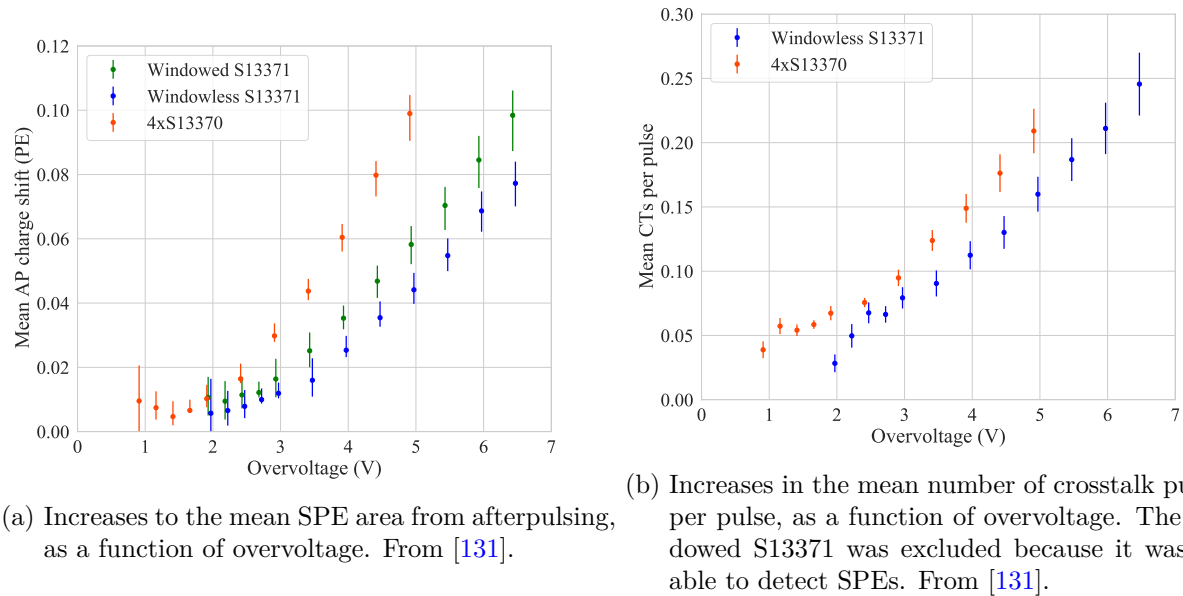 0.12
0.10
0.08
0.06
0.04
0.02
0.00
Mean AP charge shift (PE)
Windowed S13371
Windowless S13371
4xS13370
0 1 2 3 4 5 6 7
Overvoltage (V)
(a) Increases to the mean SPE area from afterpulsing,
as a function of overvoltage. From [131].
0.30
0.25
0.20
0.15
0.10
0.05
0.00
Mean CTs per pulse
Windowless S13371
4xS13370
0 1 2 3 4 5 6 7
Overvoltage (V)
(b) Increases in the mean number of crosstalk pu
per pulse, as a function of overvoltage. The
dowed S13371 was excluded because it was
able to detect SPEs. From [131].